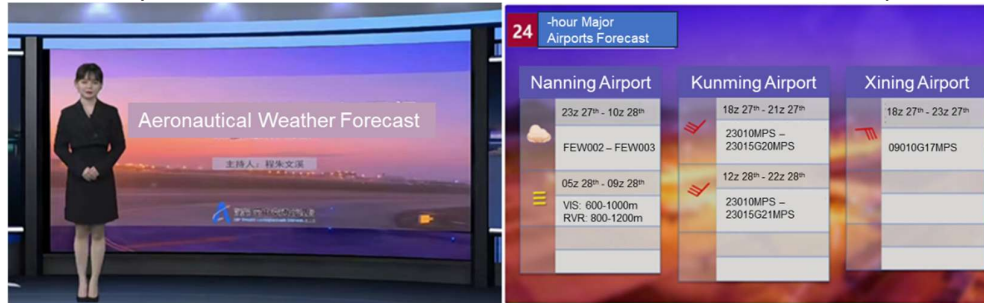 Aeronautical Weather Forecast
主持人：程朱文溪
24
-hour Major
Airports Forecast
Nanning Airport
23z 27th - 10z 28th
FEW002 – FEW003
05z 28th - 09z 28th
VIS: 600-1000m
RVR: 800-1200m
Kunming Airport
18z 27th - 21z 27th
23010MPS –
23015G20MPS
12z 28th - 22z 28th
23010MPS –
23015G21MPS
Xining Airport
18z 27th - 23z 27th
09010G17MPS